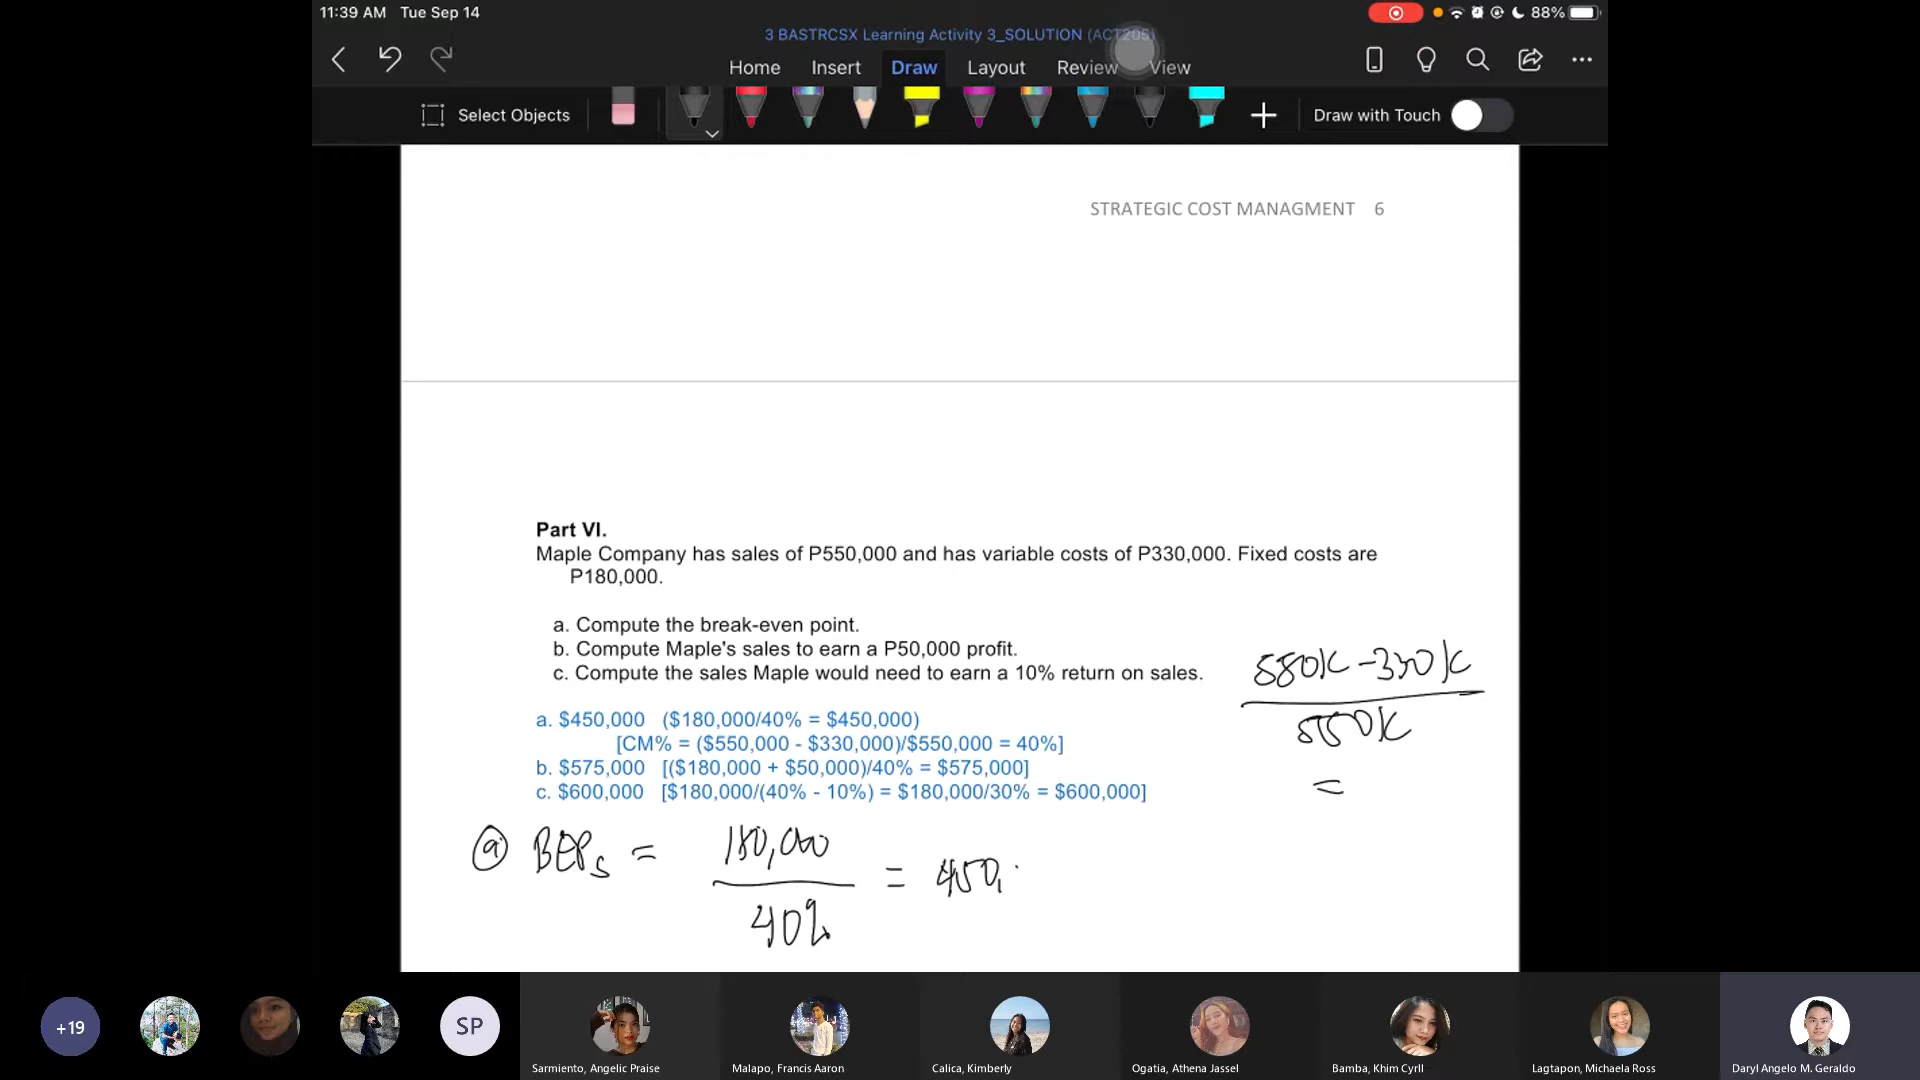 11:39 AM Tue Sep 14
88%
3 BASTRCSX Learning Activity 3_SOLUTION (ACT205)
Home Insert Draw Layout Review View
Select Objects
Draw with Touch
STRATEGIC COST MANAGMENT 6
Part VI.
Maple Company has sales of P550,000 and has variable costs of P330,000. Fixed costs are
P180,000.
a. Compute the break-even point.
b. Compute Maple's sales to earn a P50,000 profit.
c. Compute the sales Maple would need to earn a 10% return on sales.
550K - 330K
550K
=
a. $450,000 ($180,000/40% = $450,000)
[CM% = ($550,000 - $330,000)/$550,000 = 40%]
b. $575,000 [($180,000 + $50,000)/40% = $575,000]
c. $600,000 [$180,000/(40% - 10%) = $180,000/30% = $600,000]
a BEPs = 180,000 = 450,
40%
+19
SP
Sarmiento, Angelic Praise
Malapo, Francis Aaron
Calica, Kimberly
Ogatia, Athena Jassel
Bamba, Khim Cyrll
Lagtapon, Michaela Ross
Daryl Angelo M. Geraldo